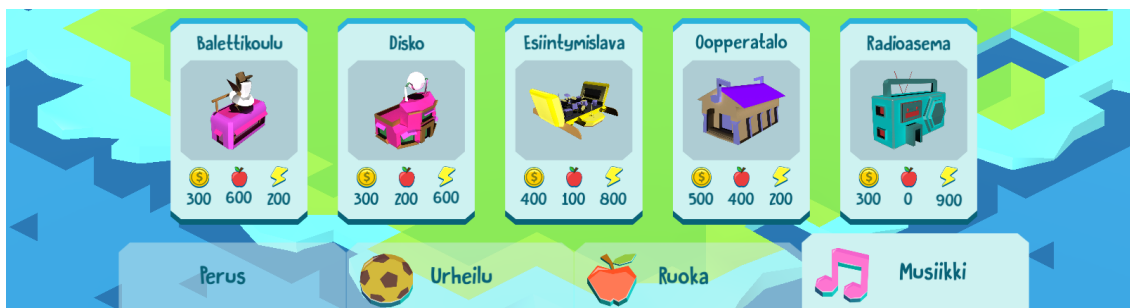 Balettikoulu Disko Esiintymislava Oopperatalo Radioasema
300 600 200 300 200 600 400 100 800 500 400 200 300 0 900
Perus Urheilu Ruoka Musiikki